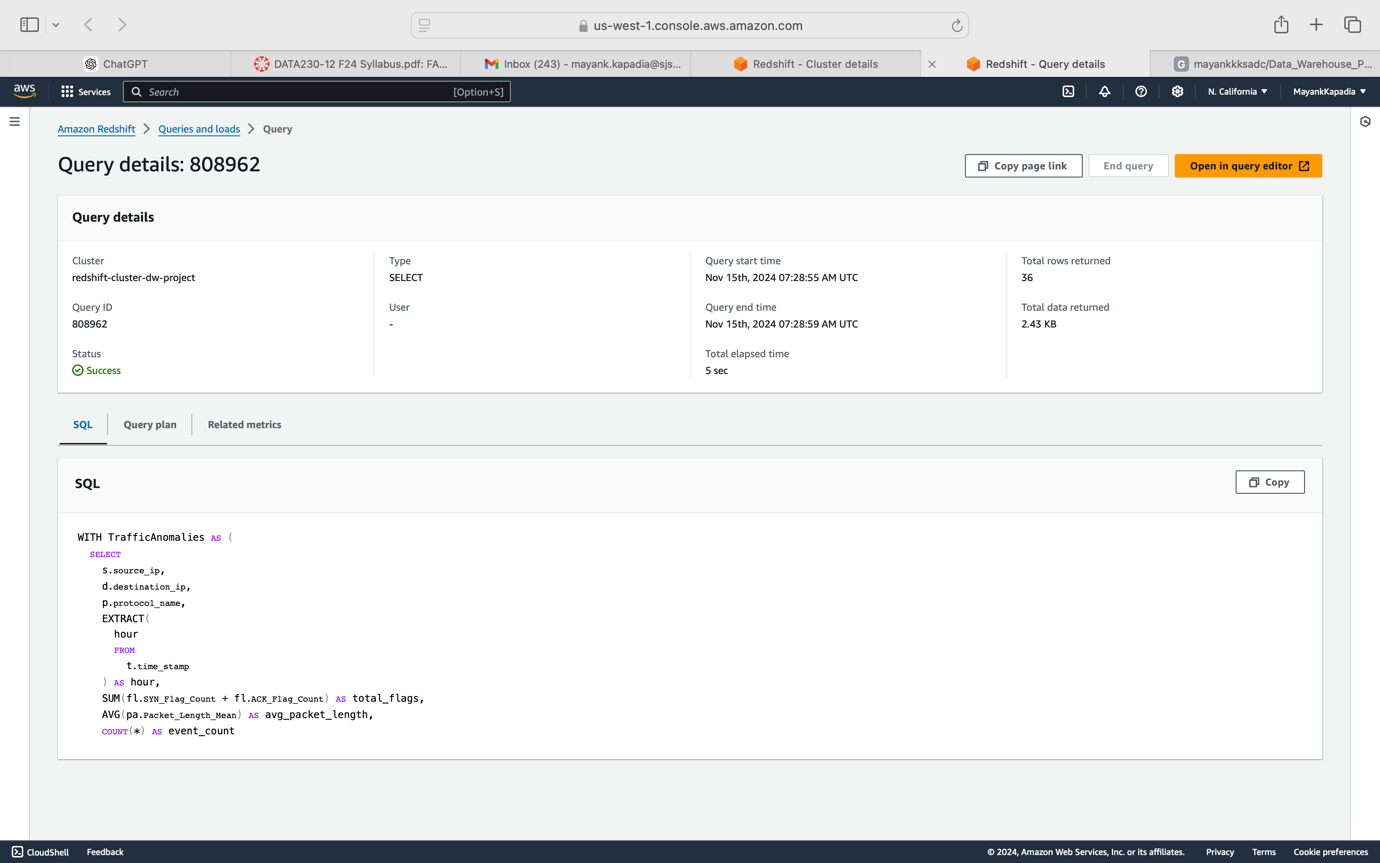 us-west-1.console.aws.amazon.com
ChatGPT
DATA230-12 F24 Syllabus.pdf: FA...
Inbox (243) - mayank.kapadia@sjs...
Redshift - Cluster details
Redshift - Query details
G mayankkksadc/Data_Warehouse_P...
aws
Services
Search
[Option+S]
N. California
MayankKapadia
Amazon Redshift > Queries and loads > Query
Query details: 808962
Copy page link
End query
Open in query editor
Query details
Cluster
redshift-cluster-dw-project
Query ID
808962
Status
Success
Type
SELECT
User
-
Query start time
Nov 15th, 2024 07:28:55 AM UTC
Query end time
Nov 15th, 2024 07:28:59 AM UTC
Total elapsed time
5 sec
Total rows returned
36
Total data returned
2.43 KB
SQL
Query plan
Related metrics
SQL
Copy
WITH TrafficAnomalies AS (
SELECT
s.source_ip,
d.destination_ip,
p.protocol_name,
EXTRACT(
hour
FROM
t.time_stamp
) AS hour,
SUM(fl.SYN_Flag_Count + fl.ACK_Flag_Count) AS total_flags,
AVG(pa.Packet_Length_Mean) AS avg_packet_length,
COUNT(*) AS event_count
CloudShell
Feedback
© 2024, Amazon Web Services, Inc. or its affiliates.
Privacy
Terms
Cookie preferences